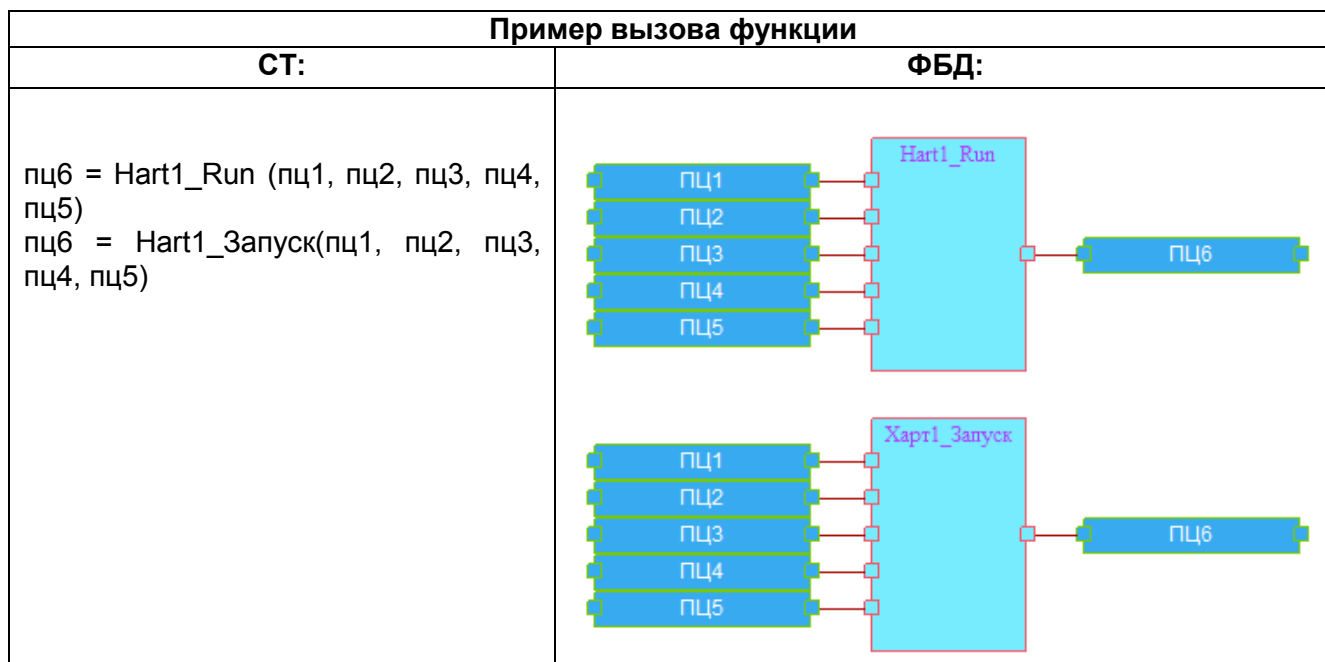 Пример вызова функции
СТ:
ФБД:
пц6 = Hart1_Run (пц1, пц2, пц3, пц4,
пц5)
пц6 = Hart1_Запуск(пц1, пц2, пц3,
пц4, пц5)
Hart1_Run
ПЦ1
ПЦ2
ПЦ3
ПЦ4
ПЦ5
ПЦ6
Харт1_Запуск
ПЦ1
ПЦ2
ПЦ3
ПЦ4
ПЦ5
ПЦ6